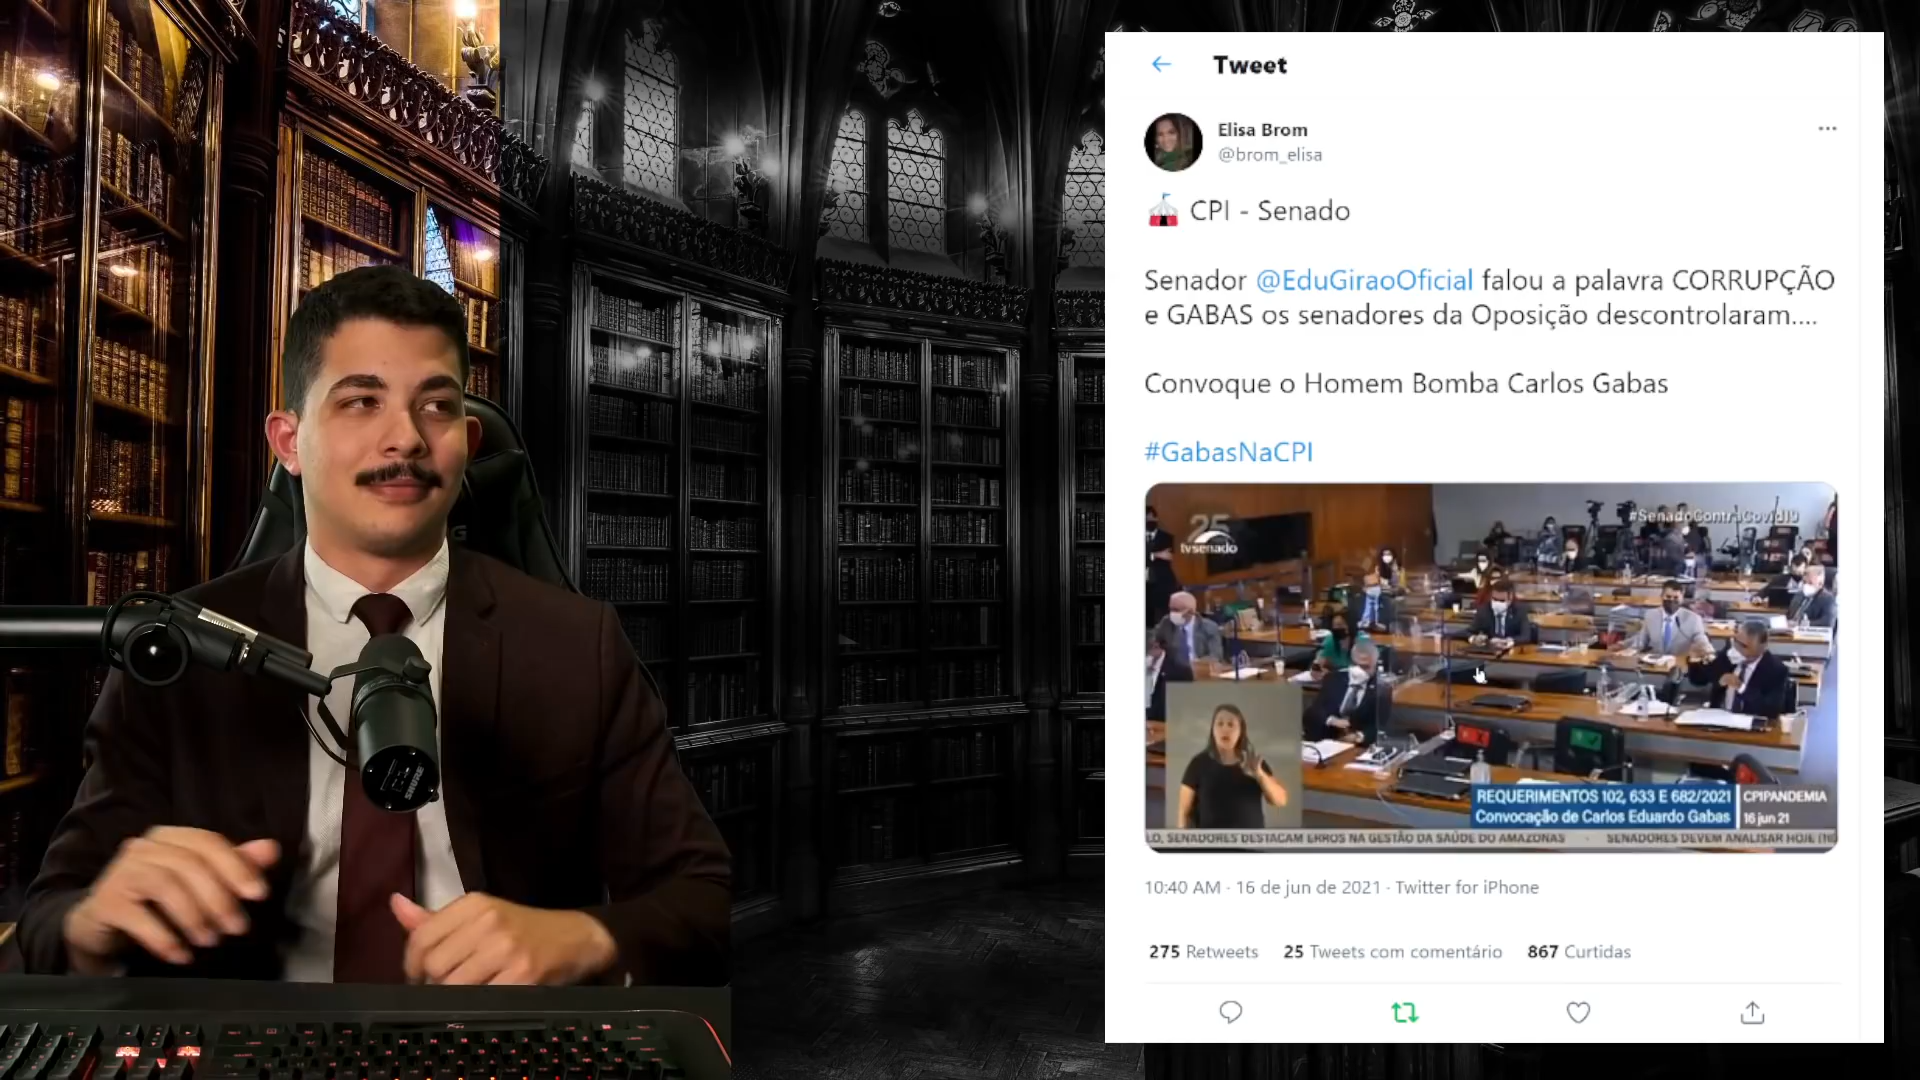 Tweet
Elisa Brom
@brom_elisa
CPI - Senado
Senador @EduGiraoOficial falou a palavra CORRUPÇÃO
e GABAS os senadores da Oposição descontrolaram....
Convoque o Homem Bomba Carlos Gabas
#GabasNaCPI
25
tvsenado
#SenadoContraCovid19
REQUERIMENTOS 102, 633 E 682/2021
Convocação de Carlos Eduardo Gabas
CPIPANDEMIA
16 jun 21
O, SENADORES DESTACAM ERROS NA GESTÃO DA SAÚDE DO AMAZONAS - SENADORES DEVEM ANALISAR HOJE
10:40 AM · 16 de jun de 2021 · Twitter for iPhone
275 Retweets 25 Tweets com comentário 867 Curtidas
SHURE